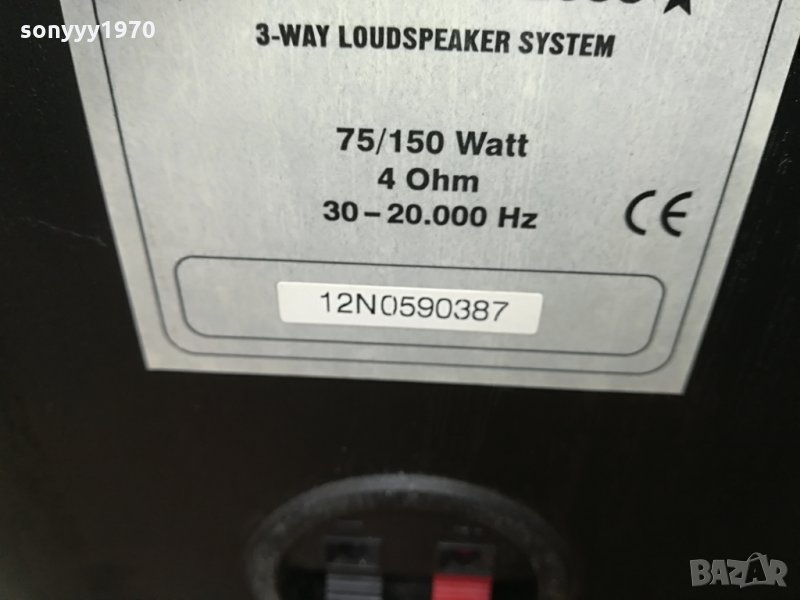 sonyyy1970
3-WAY LOUDSPEAKER SYSTEM
75/150 Watt
4 Ohm
30–20.000 Hz
CE
12N0590387
BAZAR